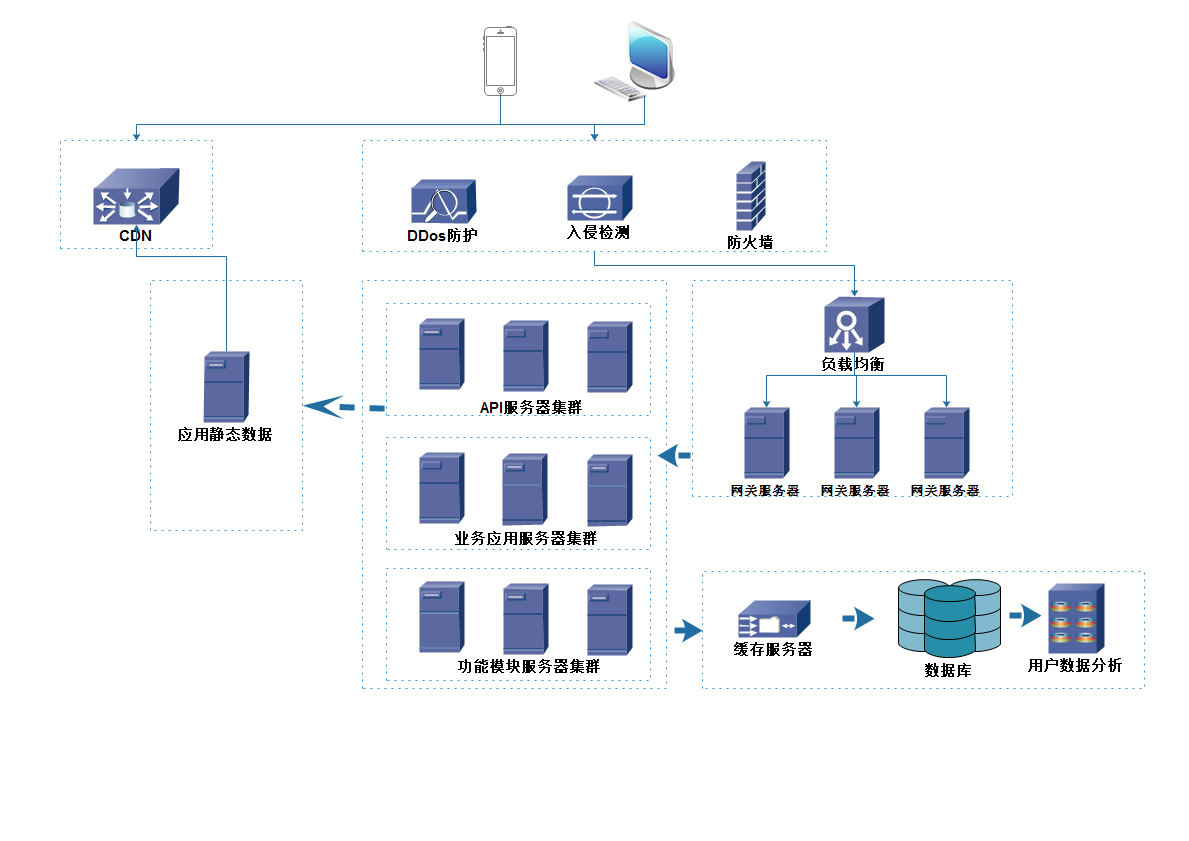 CDN
DDos防护
入侵检测
防火墙
负载均衡
API服务器集群
应用静态数据
网关服务器
网关服务器
网关服务器
业务应用服务器集群
功能模块服务器集群
缓存服务器
数据库
用户数据分析